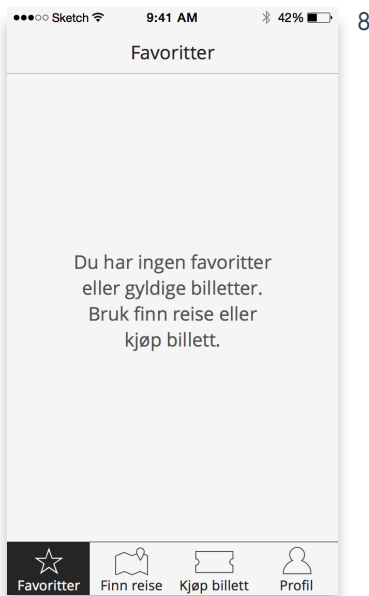 Sketch 9:41 AM 42% 8
Favoritter
Du har ingen favoritter
eller gyldige billetter.
Bruk finn reise eller
kjøp billett.
Favoritter Finn reise Kjøp billett Profil